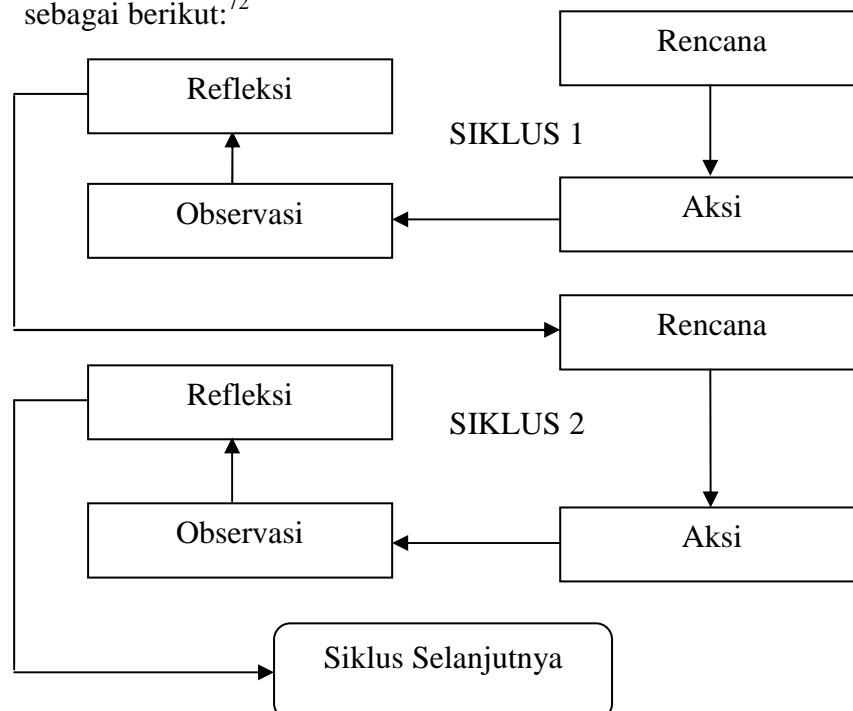 sebagai berikut:72
Rencana
Refleksi
SIKLUS 1
Observasi
Aksi
Rencana
Refleksi
SIKLUS 2
Observasi
Aksi
Siklus Selanjutnya